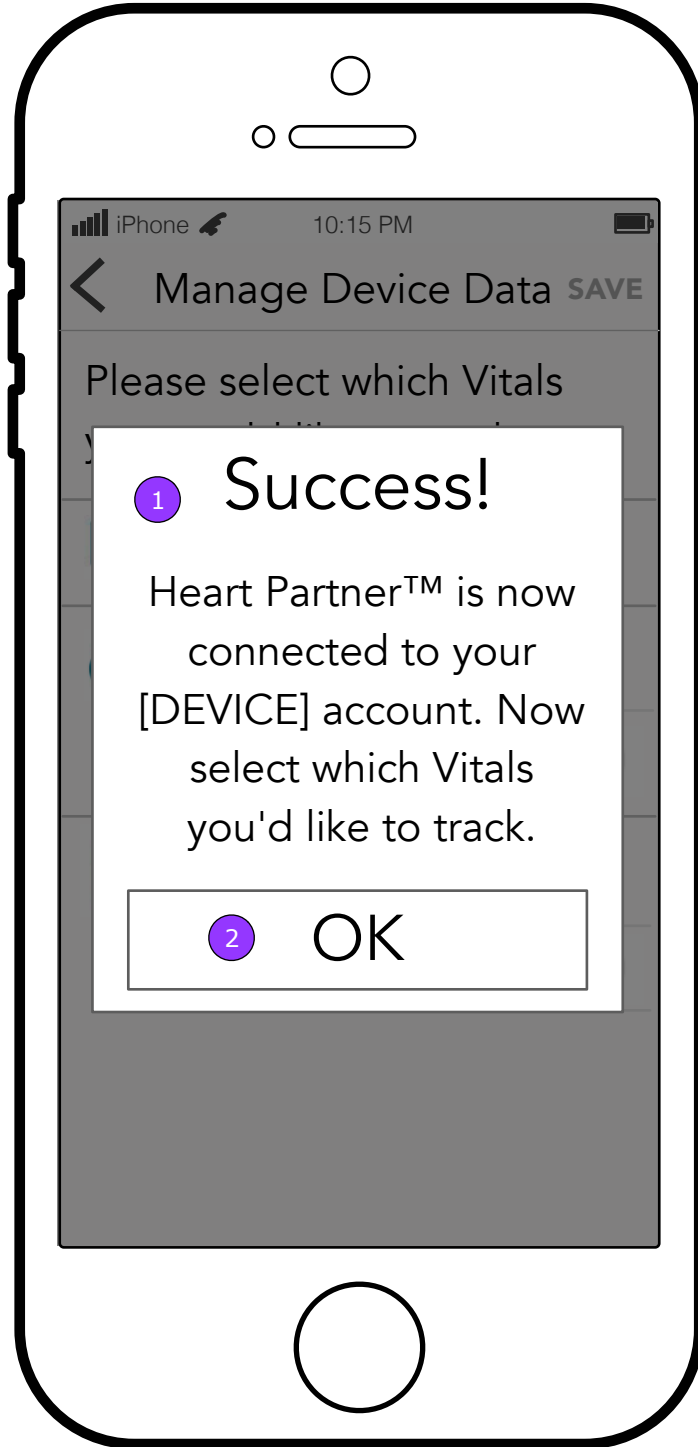 iPhone 10:15 PM
Manage Device Data SAVE
Please select which Vitals
1 Success!
Heart Partner™ is now
connected to your
[DEVICE] account. Now
select which Vitals
you'd like to track.
2 OK